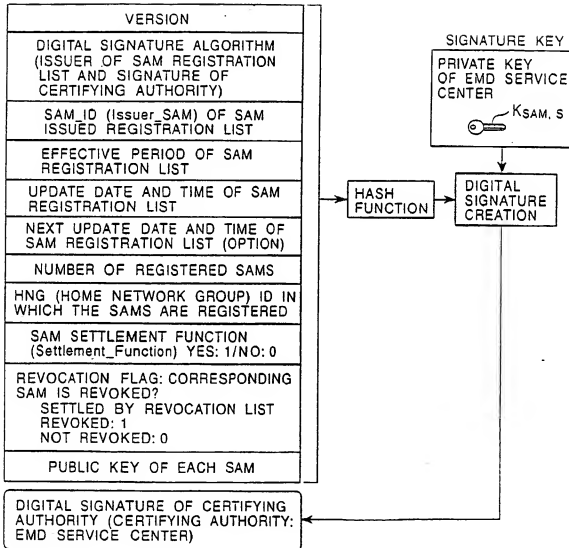 VERSION
DIGITAL SIGNATURE ALGORITHM
(ISSUER OF SAM REGISTRATION
LIST AND SIGNATURE OF
CERTIFYING AUTHORITY)
SAM_ID (Issuer_SAM) OF SAM
ISSUED REGISTRATION LIST
EFFECTIVE PERIOD OF SAM
REGISTRATION LIST
UPDATE DATE AND TIME OF SAM
REGISTRATION LIST
NEXT UPDATE DATE AND TIME OF
SAM REGISTRATION LIST (OPTION)
NUMBER OF REGISTERED SAMS
HNG (HOME NETWORK GROUP) ID IN
WHICH THE SAMS ARE REGISTERED
SAM SETTLEMENT FUNCTION
(Settlement_Function) YES: 1/NO: 0
REVOCATION FLAG: CORRESPONDING
SAM IS REVOKED?
SETTLED BY REVOCATION LIST
REVOKED: 1
NOT REVOKED: 0
PUBLIC KEY OF EACH SAM
HASH
FUNCTION
SIGNATURE KEY
PRIVATE KEY
OF EMD SERVICE
CENTER
KSAM, S
DIGITAL
SIGNATURE
CREATION
DIGITAL SIGNATURE OF CERTIFYING
AUTHORITY (CERTIFYING AUTHORITY:
EMD SERVICE CENTER)